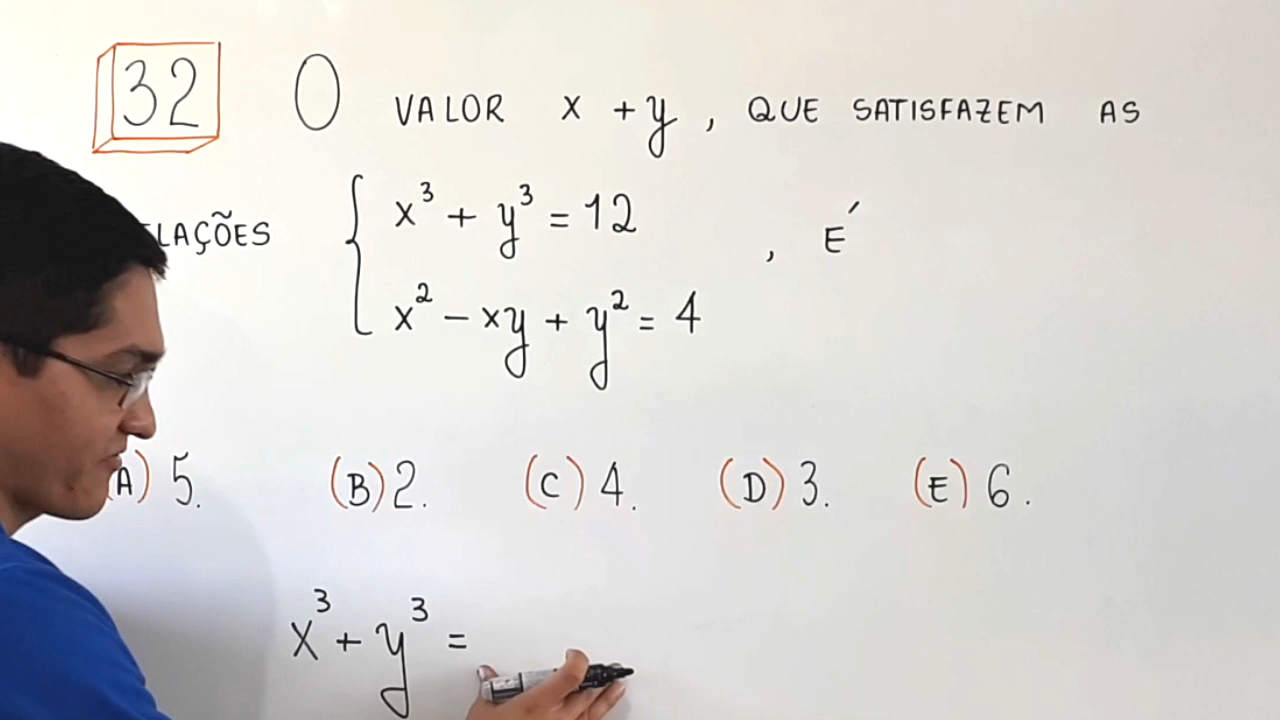 32 O VALOR x + y , QUE SATISFAZEM AS
LAÇÕES { x³ + y³ = 12 , É
x² - xy + y² = 4
A) 5. (B) 2. (C) 4. (D) 3. (E) 6.
x³ + y³ =